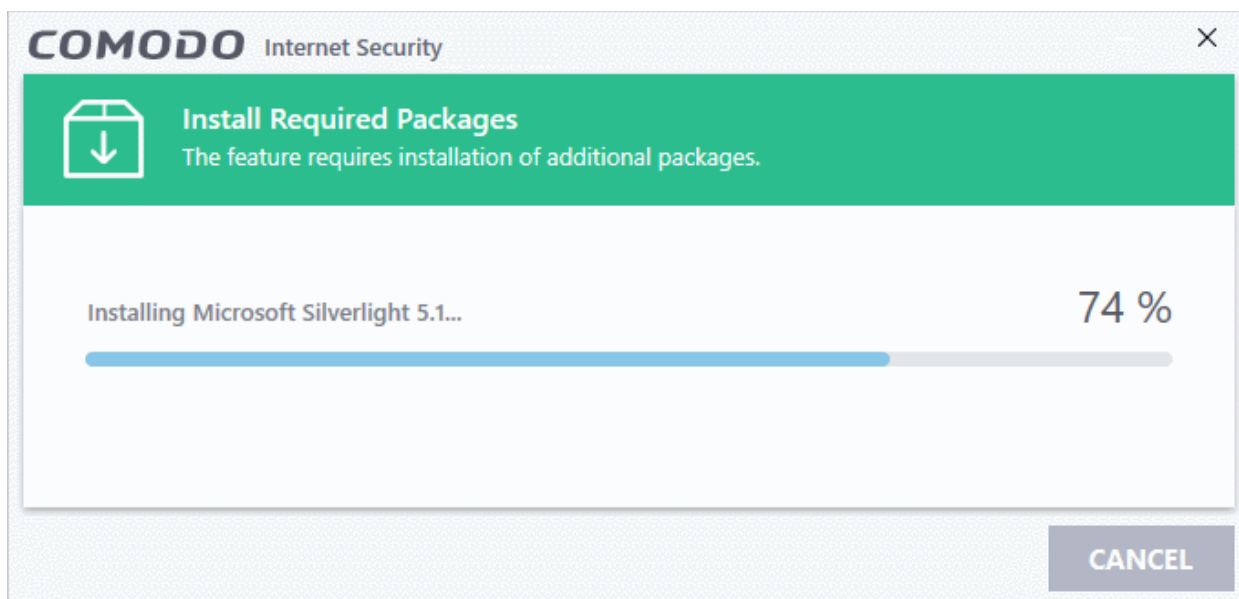 COMODO Internet Security
Install Required Packages
The feature requires installation of additional packages.
Installing Microsoft Silverlight 5.1... 74 %
CANCEL